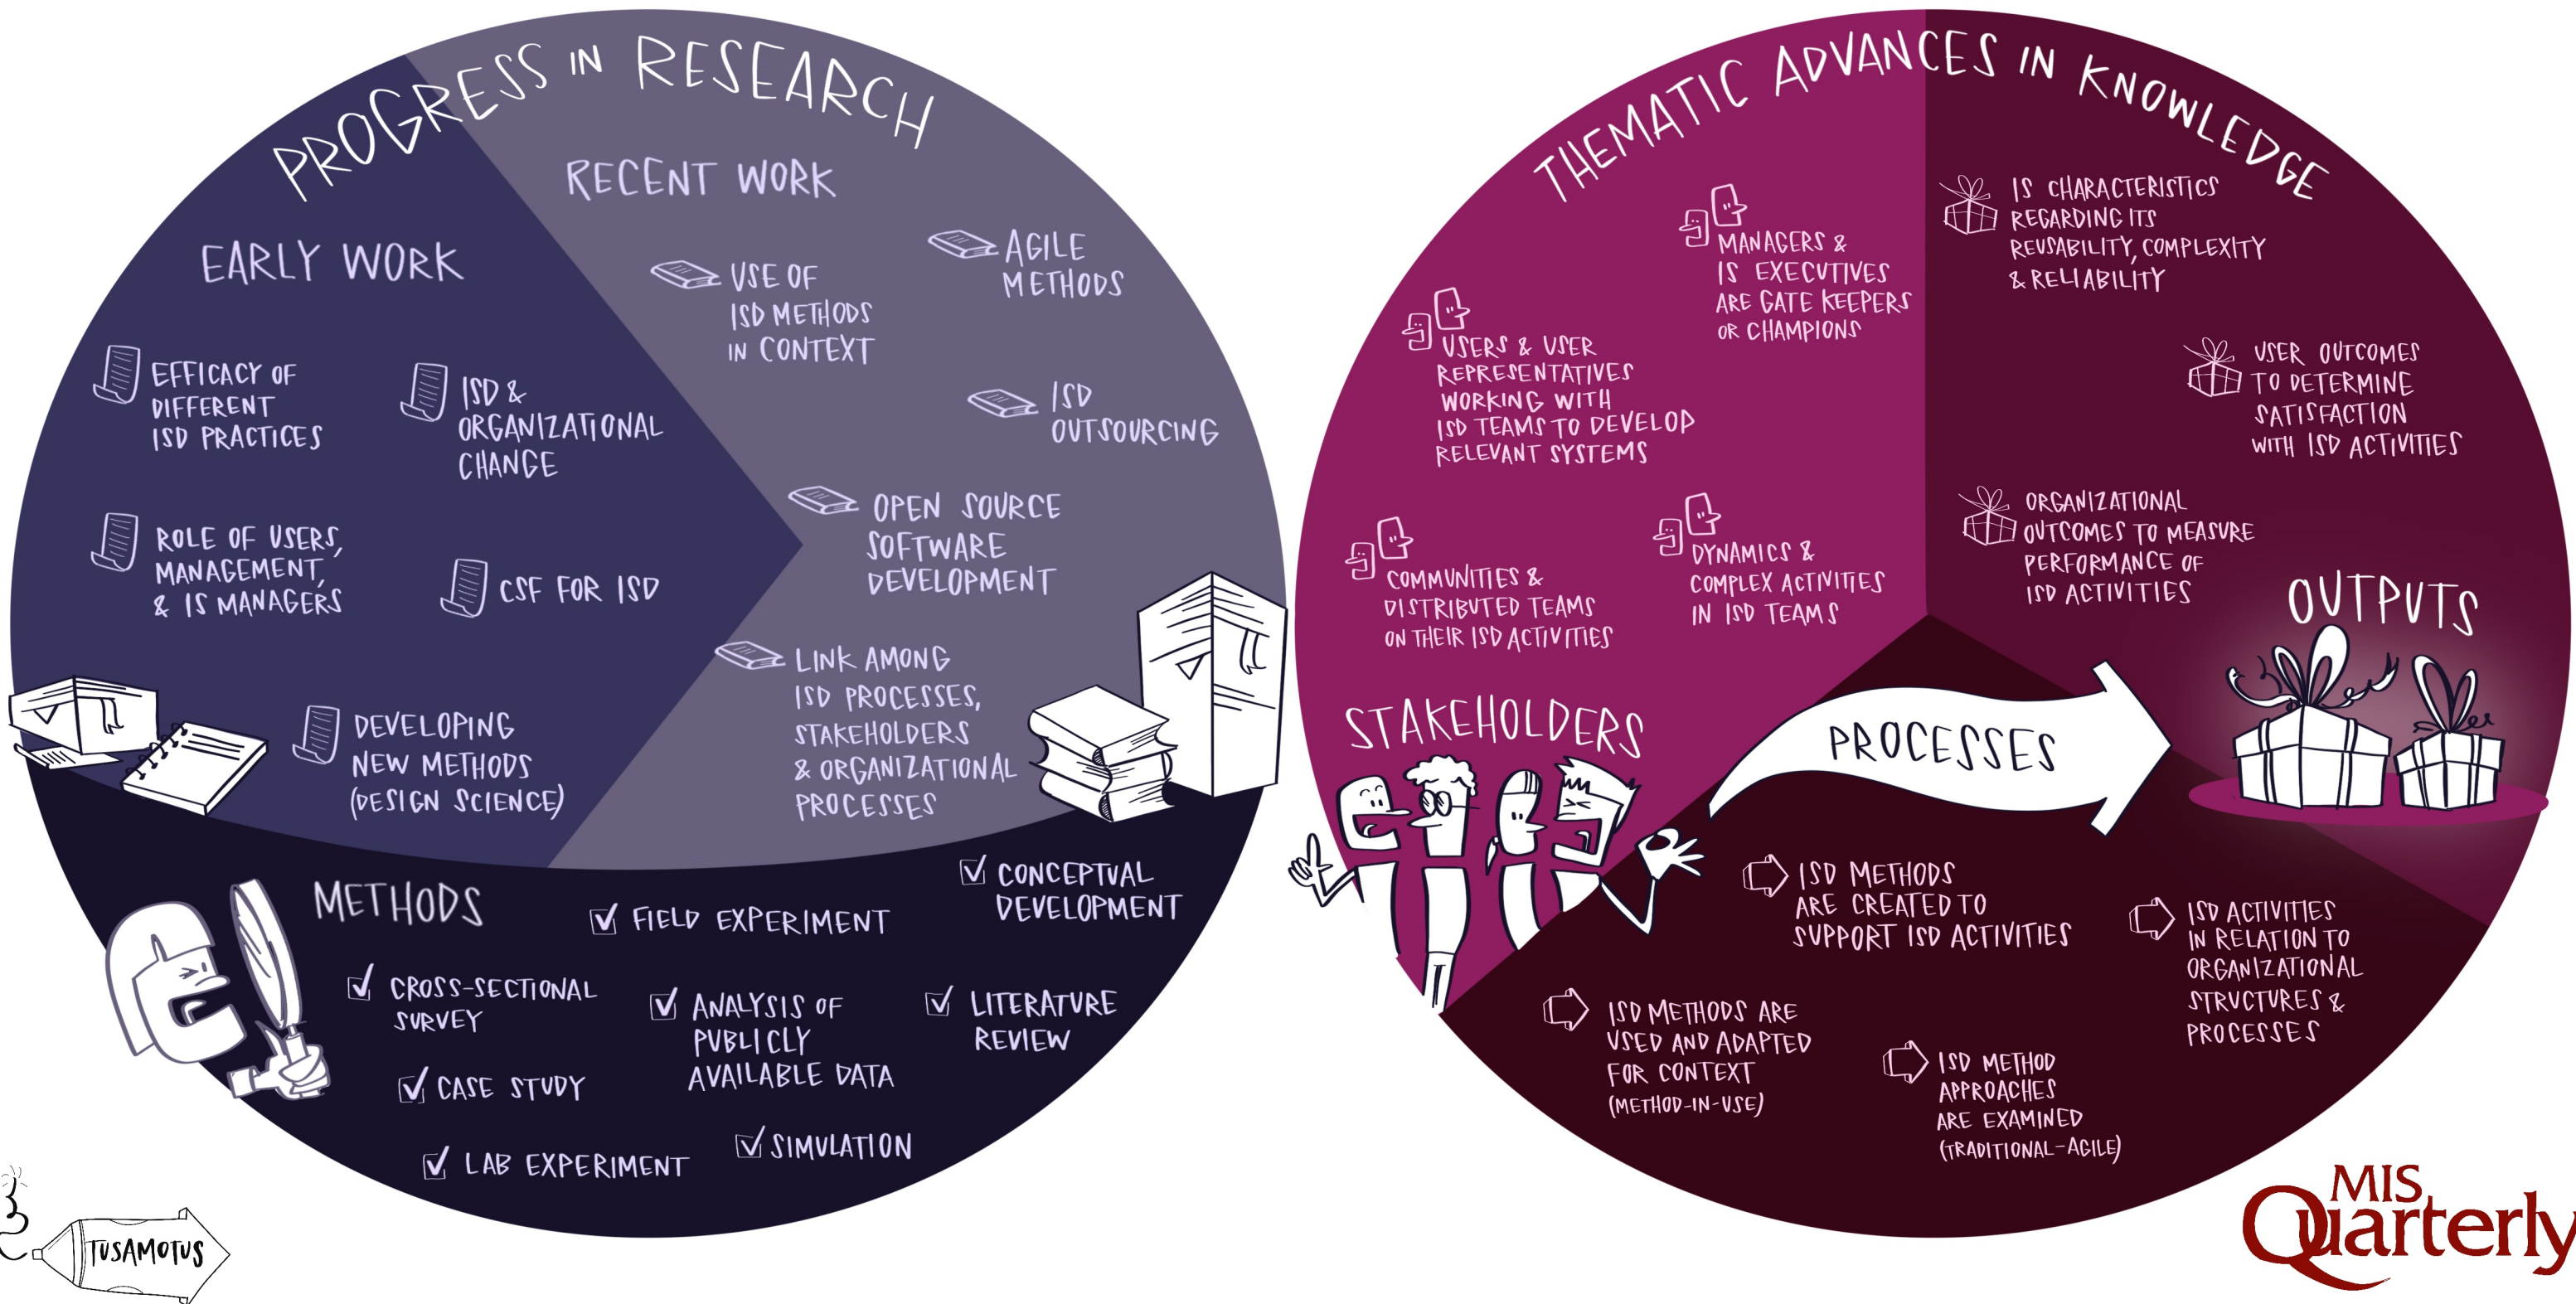 PROGRESS IN RESEARCH
EARLY WORK
EFFICACY OF
DIFFERENT
ISD PRACTICES
ISD &
ORGANIZATIONAL
CHANGE
ROLE OF USERS,
MANAGEMENT,
& IS MANAGERS
CSF FOR ISD
DEVELOPING
NEW METHODS
(DESIGN SCIENCE)
RECENT WORK
USE OF
ISD METHODS
IN CONTEXT
AGILE
METHODS
ISD
OUTSOURCING
OPEN SOURCE
SOFTWARE
DEVELOPMENT
LINK AMONG
ISD PROCESSES,
STAKEHOLDERS
& ORGANIZATIONAL
PROCESSES
METHODS
FIELD EXPERIMENT
CONCEPTUAL
DEVELOPMENT
CROSS-SECTIONAL
SURVEY
ANALYSIS OF
PUBLICLY
AVAILABLE DATA
LITERATURE
REVIEW
CASE STUDY
LAB EXPERIMENT
SIMULATION
TUSAMOTUS
THEMATIC ADVANCES IN KNOWLEDGE
MANAGERS &
IS EXECUTIVES
ARE GATE KEEPERS
OR CHAMPIONS
USERS & USER
REPRESENTATIVES
WORKING WITH
ISD TEAMS TO DEVELOP
RELEVANT SYSTEMS
COMMUNITIES &
DISTRIBUTED TEAMS
ON THEIR ISD ACTIVITIES
DYNAMICS &
COMPLEX ACTIVITIES
IN ISD TEAMS
STAKEHOLDERS
IS CHARACTERISTICS
REGARDING ITS
REUSABILITY, COMPLEXITY
& RELIABILITY
USER OUTCOMES
TO DETERMINE
SATISFACTION
WITH ISD ACTIVITIES
ORGANIZATIONAL
OUTCOMES TO MEASURE
PERFORMANCE OF
ISD ACTIVITIES
OUTPUTS
PROCESSES
ISD METHODS
ARE CREATED TO
SUPPORT ISD ACTIVITIES
ISD ACTIVITIES
IN RELATION TO
ORGANIZATIONAL
STRUCTURES &
PROCESSES
ISD METHODS ARE
USED AND ADAPTED
FOR CONTEXT
(METHOD-IN-USE)
ISD METHOD
APPROACHES
ARE EXAMINED
(TRADITIONAL-AGILE)
MIS
Quarterly